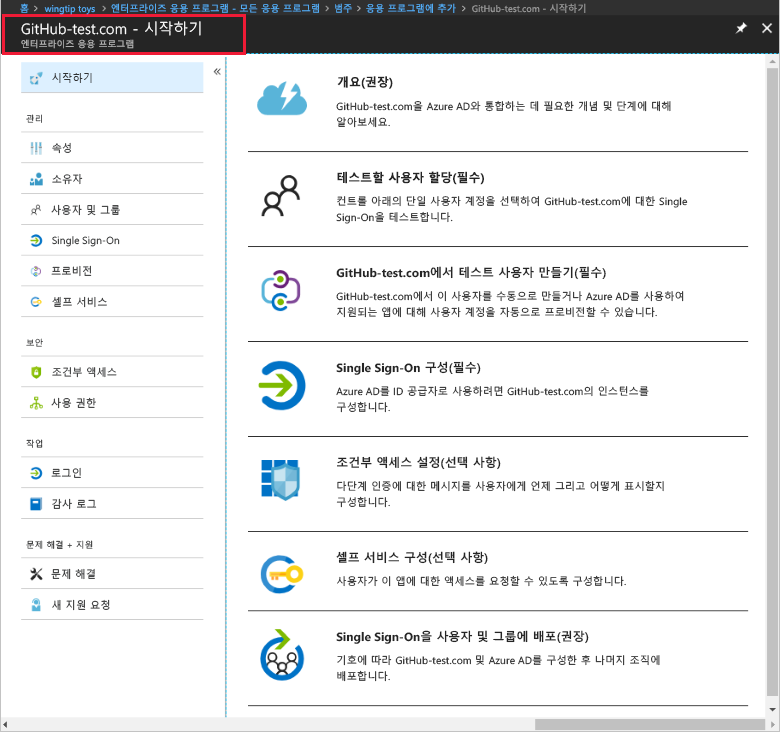 홈 > wingtip toys > 엔터프라이즈 응용 프로그램 - 모든 응용 프로그램 > 범주 > 응용 프로그램에 추가 > GitHub-test.com - 시작하기
GitHub-test.com - 시작하기
엔터프라이즈 응용 프로그램
시작하기
관리
속성
소유자
사용자 및 그룹
Single Sign-On
프로비전
셀프 서비스
보안
조건부 액세스
사용 권한
작업
로그인
감사 로그
문제 해결 + 지원
문제 해결
새 지원 요청
개요(권장)
GitHub-test.com을 Azure AD와 통합하는 데 필요한 개념 및 단계에 대해
알아보세요.
테스트할 사용자 할당(필수)
컨트롤 아래의 단일 사용자 계정을 선택하여 GitHub-test.com에 대한 Single
Sign-On을 테스트합니다.
GitHub-test.com에서 테스트 사용자 만들기(필수)
GitHub-test.com에서 이 사용자를 수동으로 만들거나 Azure AD를 사용하여
지원되는 앱에 대해 사용자 계정을 자동으로 프로비전할 수 있습니다.
Single Sign-On 구성(필수)
Azure AD를 ID 공급자로 사용하려면 GitHub-test.com의 인스턴스를
구성합니다.
조건부 액세스 설정(선택 사항)
다단계 인증에 대한 메시지를 사용자에게 언제 그리고 어떻게 표시할지
구성합니다.
셀프 서비스 구성(선택 사항)
사용자가 이 앱에 대한 액세스를 요청할 수 있도록 구성합니다.
Single Sign-On을 사용자 및 그룹에 배포(권장)
기호에 따라 GitHub-test.com 및 Azure AD를 구성한 후 나머지 조직에
배포합니다.